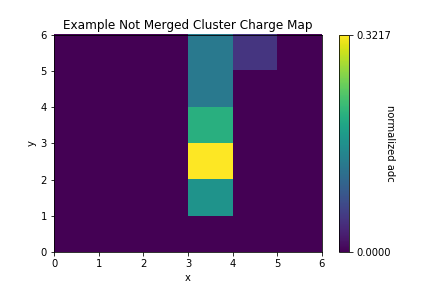 Example Not Merged Cluster Charge Map
6
5
4
3
2
1
0
y
0 1 2 3 4 5 6
x
0.3217
0.0000
normalized adc